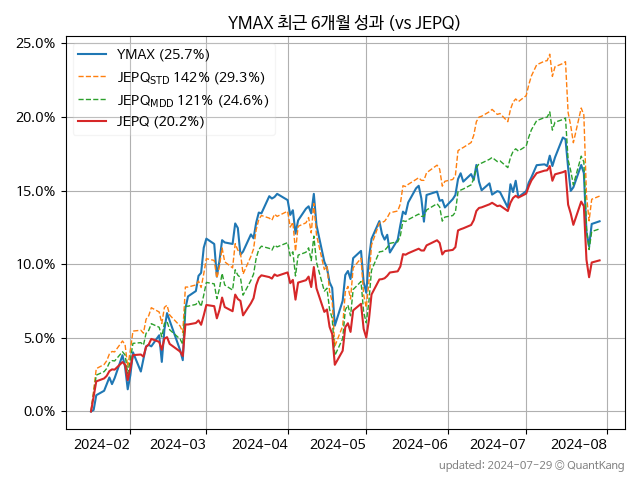 YMAX 최근 6개월 성과 (vs JEPQ)
YMAX (25.7%)
JEPQSTD 142% (29.3%)
JEPQMDD 121% (24.6%)
JEPQ (20.2%)
25.0%
20.0%
15.0%
10.0%
5.0%
0.0%
2024-02 2024-03 2024-04 2024-05 2024-06 2024-07 2024-08
updated: 2024-07-29 © QuantKang